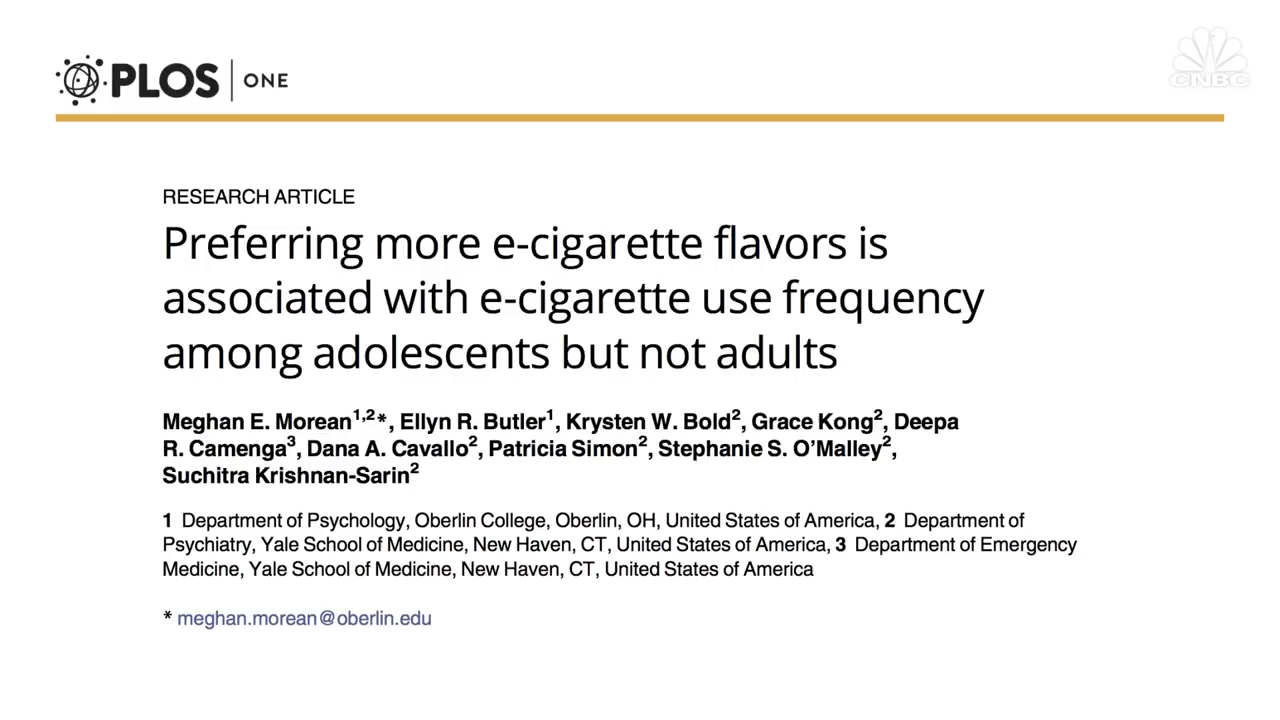 PLOS | ONE
CNBC
RESEARCH ARTICLE
Preferring more e-cigarette flavors is
associated with e-cigarette use frequency
among adolescents but not adults
Meghan E. Morean1,2*, Ellyn R. Butler1, Krysten W. Bold2, Grace Kong2, Deepa
R. Camenga3, Dana A. Cavallo2, Patricia Simon2, Stephanie S. O’Malley2,
Suchitra Krishnan-Sarin2
1 Department of Psychology, Oberlin College, Oberlin, OH, United States of America, 2 Department of
Psychiatry, Yale School of Medicine, New Haven, CT, United States of America, 3 Department of Emergency
Medicine, Yale School of Medicine, New Haven, CT, United States of America
* meghan.morean@oberlin.edu